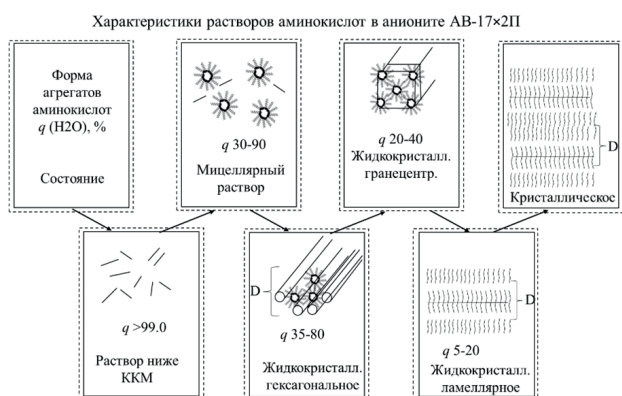 Характеристики растворов аминокислот в анионите АВ-17×2П
Форма
агрегатов
аминокислот
q (H2O), %
Состояние
q >99.0
Раствор ниже
ККМ
q 30-90
Мицеллярный
раствор
D
q 35-80
Жидкокристалл.
гексагональное
q 20-40
Жидкокристалл.
гранецентр.
D
q 5-20
Жидкокристалл.
ламеллярное
D
Кристаллическое